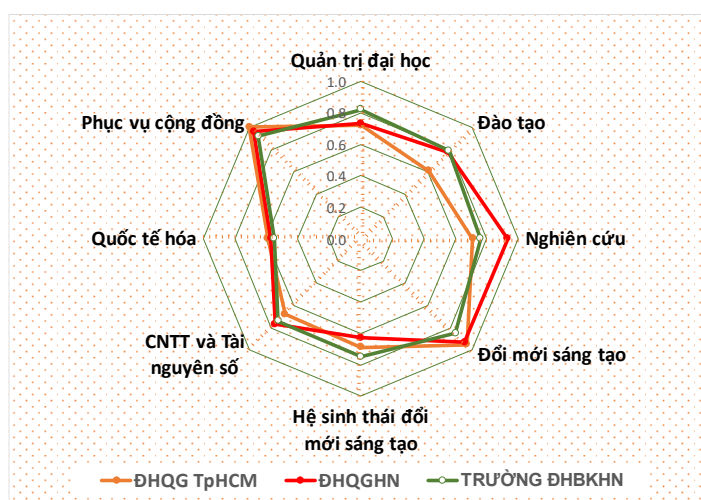 Quản trị đại học
1.0
0.8
0.6
0.4
0.2
0.0
Đào tạo
Nghiên cứu
Đổi mới sáng tạo
Hệ sinh thái đổi
mới sáng tạo
CNTT và Tài
nguyên số
Quốc tế hóa
Phục vụ cộng đồng
ĐHQG TpHCM
ĐHQGHN
TRƯỜNG ĐHBKHN